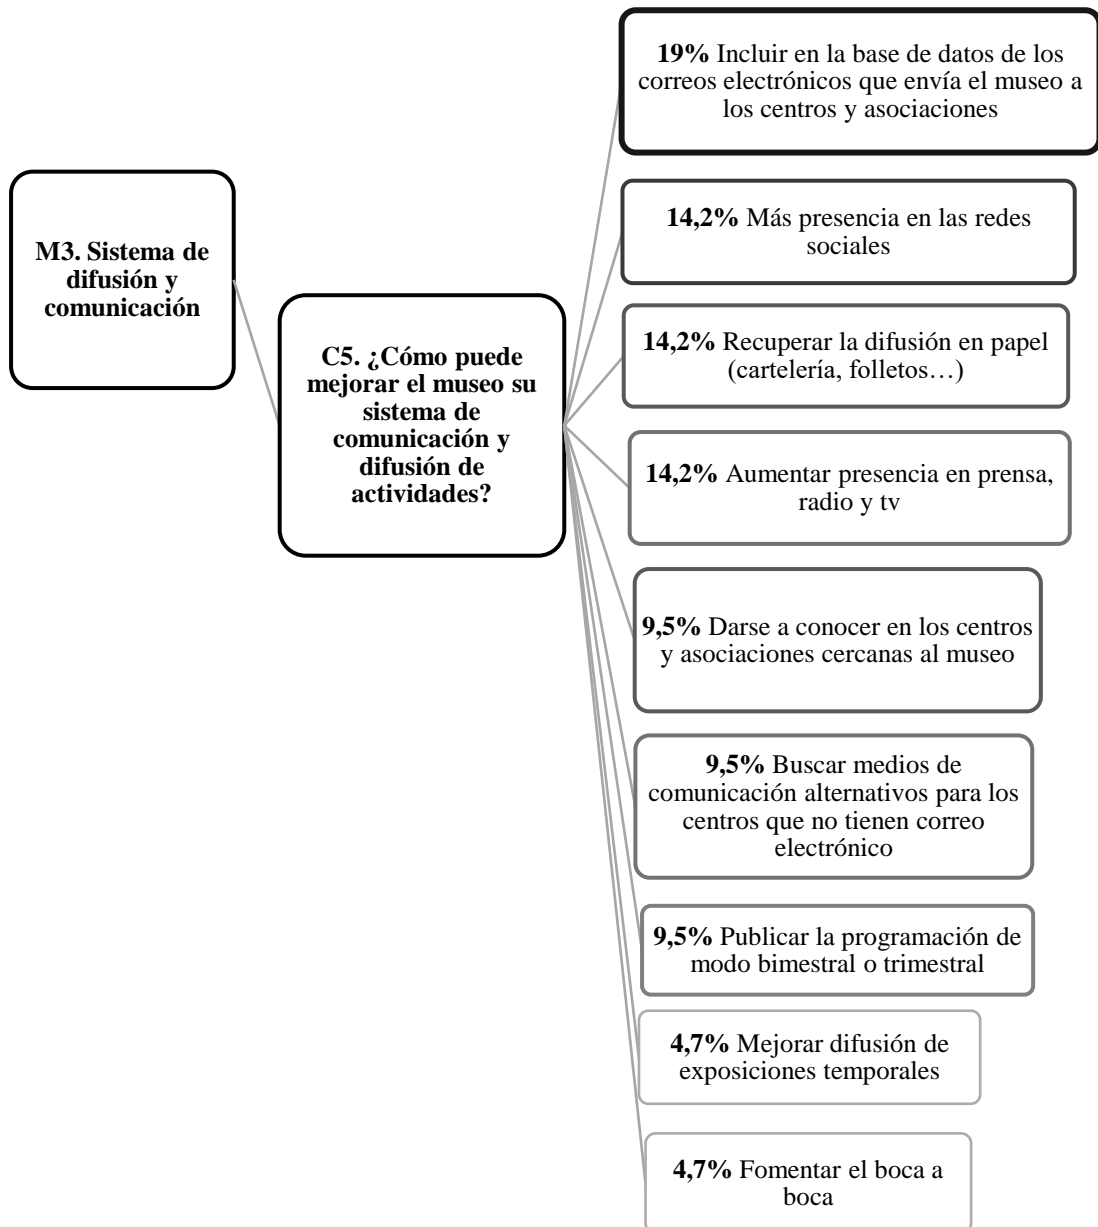 M3. Sistema de
difusión y
comunicación
C5. ¿Cómo puede
mejorar el museo su
sistema de
comunicación y
difusión de
actividades?
19% Incluir en la base de datos de los
correos electrónicos que envía el museo a
los centros y asociaciones
14,2% Más presencia en las redes
sociales
14,2% Recuperar la difusión en papel
(cartelería, folletos…)
14,2% Aumentar presencia en prensa,
radio y tv
9,5% Darse a conocer en los centros
y asociaciones cercanas al museo
9,5% Buscar medios de
comunicación alternativos para los
centros que no tienen correo
electrónico
9,5% Publicar la programación de
modo bimestral o trimestral
4,7% Mejorar difusión de
exposiciones temporales
4,7% Fomentar el boca a
boca